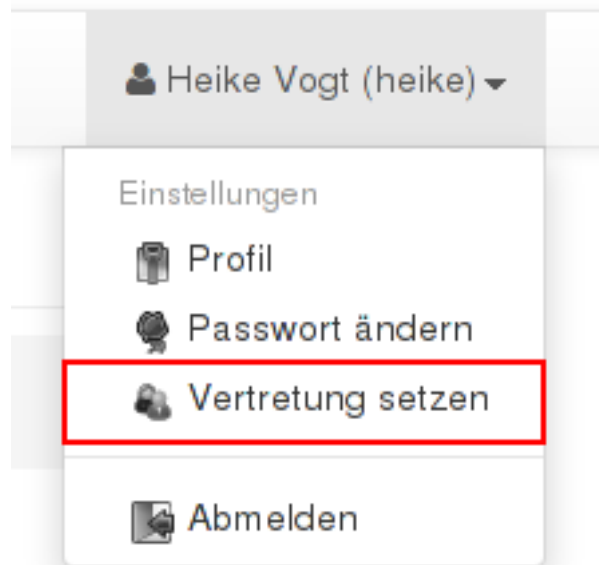 Heike Vogt (heike)
Einstellungen
Profil
Passwort ändern
Vertretung setzen
Abmelden